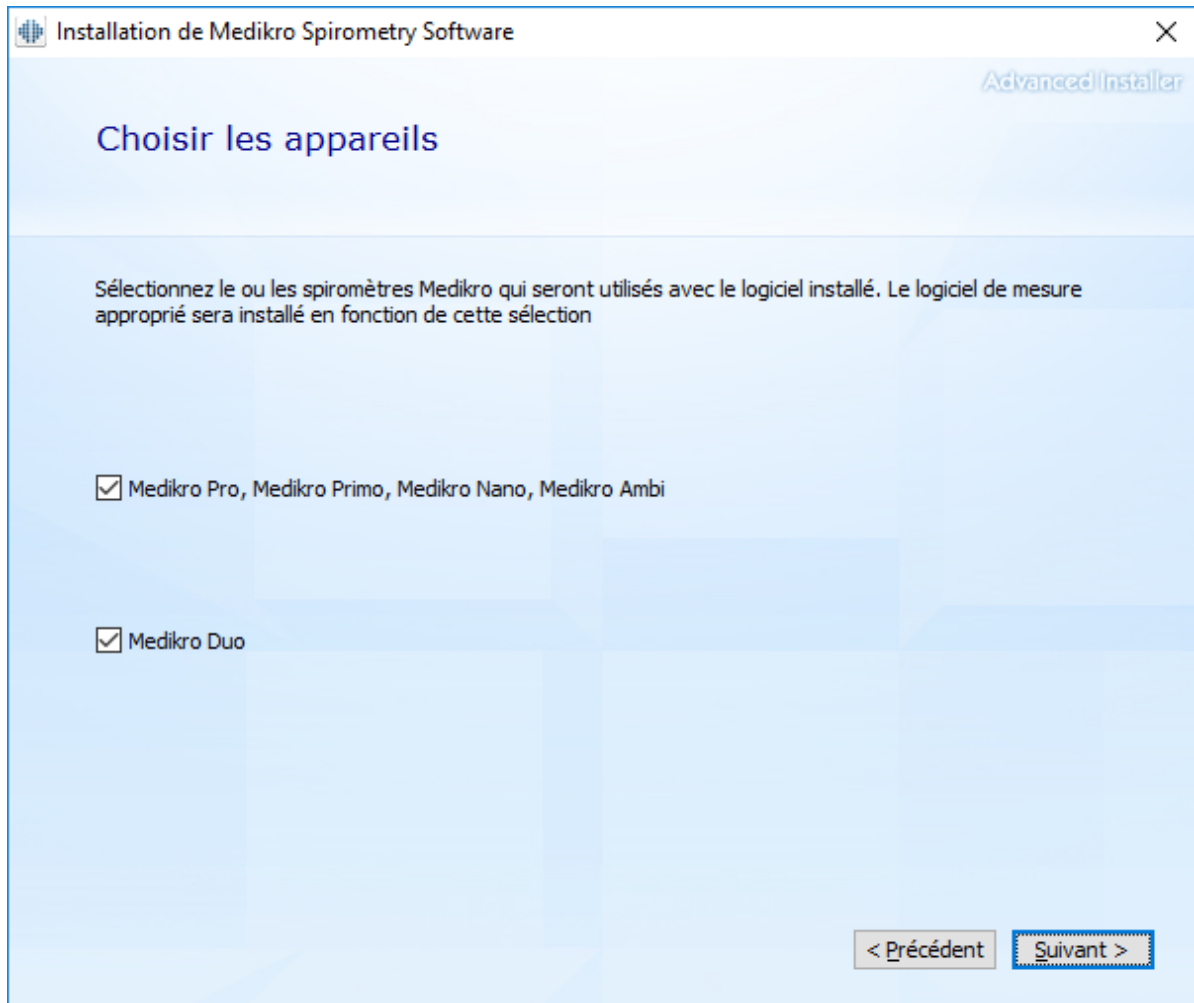 Installation de Medikro Spirometry Software
Advanced Installer
Choisir les appareils
Sélectionnez le ou les spiromètres Medikro qui seront utilisés avec le logiciel installé. Le logiciel de mesure
approprié sera installé en fonction de cette sélection
Medikro Pro, Medikro Primo, Medikro Nano, Medikro Ambi
Medikro Duo
< Précédent
Suivant >